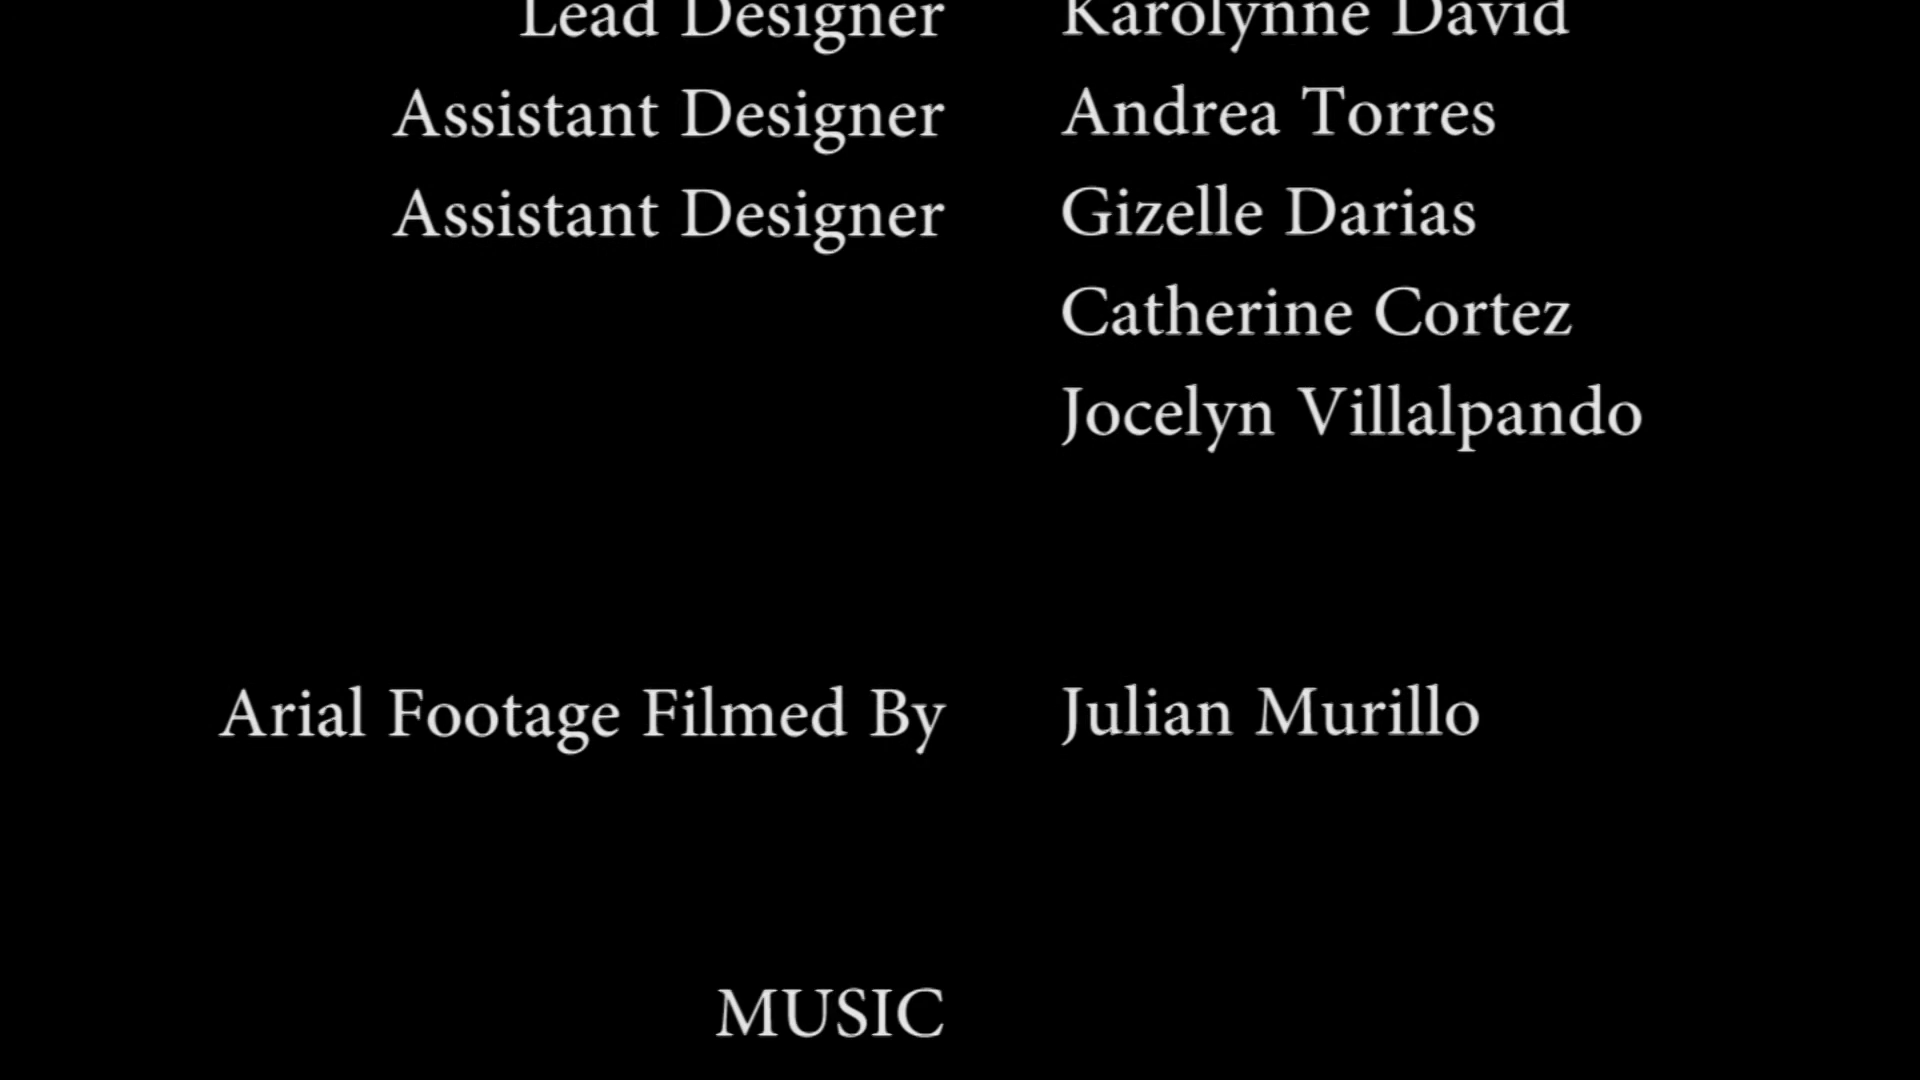 Lead Designer Karolynne David
Assistant Designer Andrea Torres
Assistant Designer Gizelle Darias
Catherine Cortez
Jocelyn Villalpando
Arial Footage Filmed By Julian Murillo
MUSIC